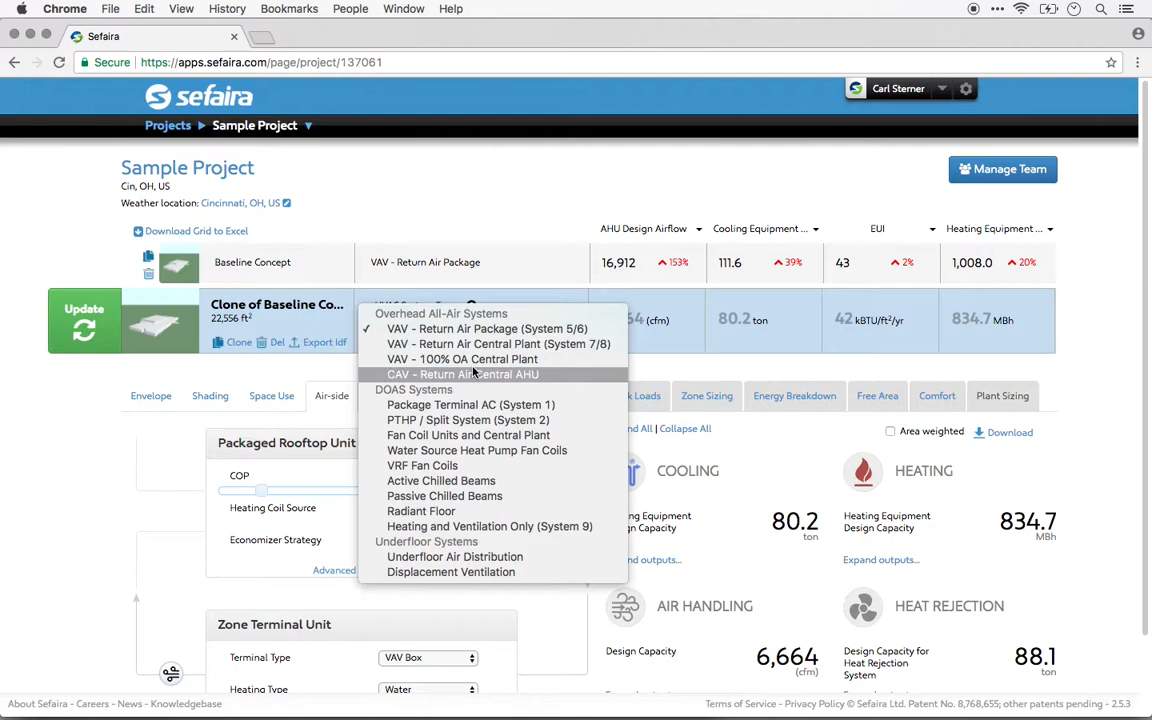 Chrome File Edit View History Bookmarks People Window Help
Sefaira
Secure https://apps.sefaira.com/page/project/137061
sefaira
Carl Sterner
Projects Sample Project
Sample Project
Manage Team
Cin, OH, US
Weather location: Cincinnati, OH, US
Download Grid to Excel
AHU Design Airflow Cooling Equipment ... EUI Heating Equipment ...
Baseline Concept VAV - Return Air Package 16,912 153% 111.6 39% 43 2% 1,008.0 20%
Update
Clone of Baseline Co...
22,556 ft²
Clone Del Export Idf
64 (cfm) 80.2 ton 42 kBTU/ft²/yr 834.7 MBh
Overhead All-Air Systems
✓ VAV - Return Air Package (System 5/6)
VAV - Return Air Central Plant (System 7/8)
VAV - 100% OA Central Plant
CAV - Return Air Central AHU
DOAS Systems
Package Terminal AC (System 1)
PTHP / Split System (System 2)
Fan Coil Units and Central Plant
Water Source Heat Pump Fan Coils
VRF Fan Coils
Active Chilled Beams
Passive Chilled Beams
Radiant Floor
Heating and Ventilation Only (System 9)
Underfloor Systems
Underfloor Air Distribution
Displacement Ventilation
Envelope Shading Space Use Air-side
k Loads Zone Sizing Energy Breakdown Free Area Comfort Plant Sizing
nd All | Collapse All
Area weighted Download
Packaged Rooftop Unit
COP
Heating Coil Source
Economizer Strategy
Advanced
Zone Terminal Unit
Terminal Type VAV Box
Heating Type Water
COOLING
ng Equipment
gn Capacity
80.2
ton
nd outputs...
HEATING
Heating Equipment
Design Capacity
834.7
MBH
Expand outputs...
AIR HANDLING
Design Capacity
6,664
(cfm)
HEAT REJECTION
Design Capacity for
Heat Rejection
System
88.1
ton
About Sefaira - Careers - News - Knowledgebase
Terms of Service - Privacy Policy © Sefaira Ltd. Patent No. 8,768,655; other patents pending - 2.5.3